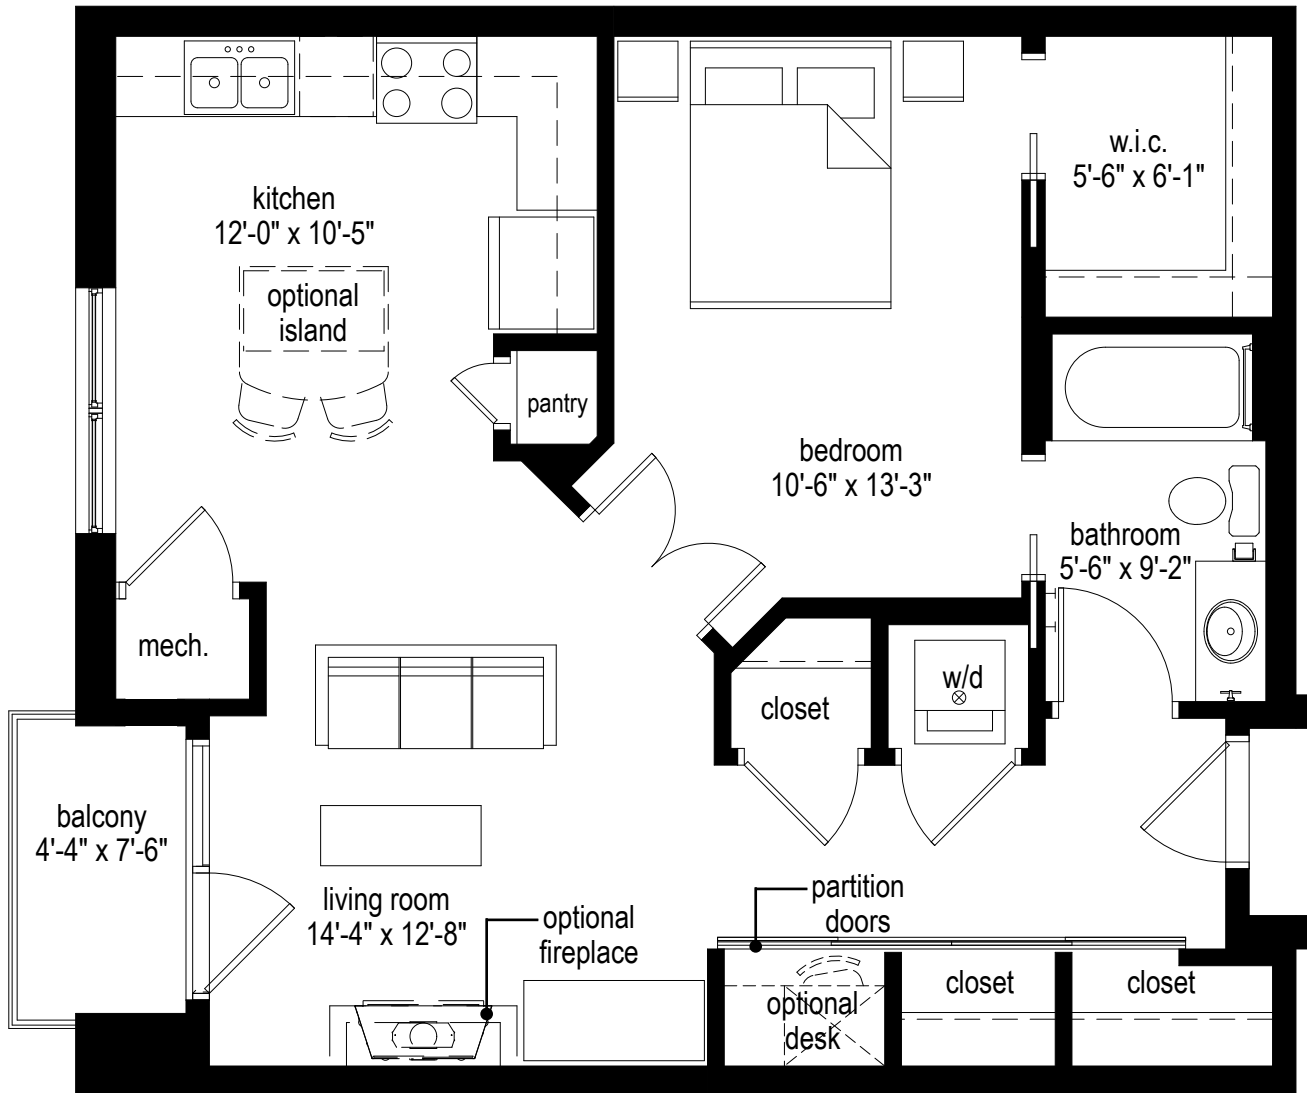 kitchen
12'-0" x 10'-5"
optional
island
pantry
w.i.c.
5'-6" x 6'-1"
bedroom
10'-6" x 13'-3"
bathroom
5'-6" x 9'-2"
mech.
closet
w/d
balcony
4'-4" x 7'-6"
living room
14'-4" x 12'-8"
optional
fireplace
partition
doors
optional
desk
closet
closet